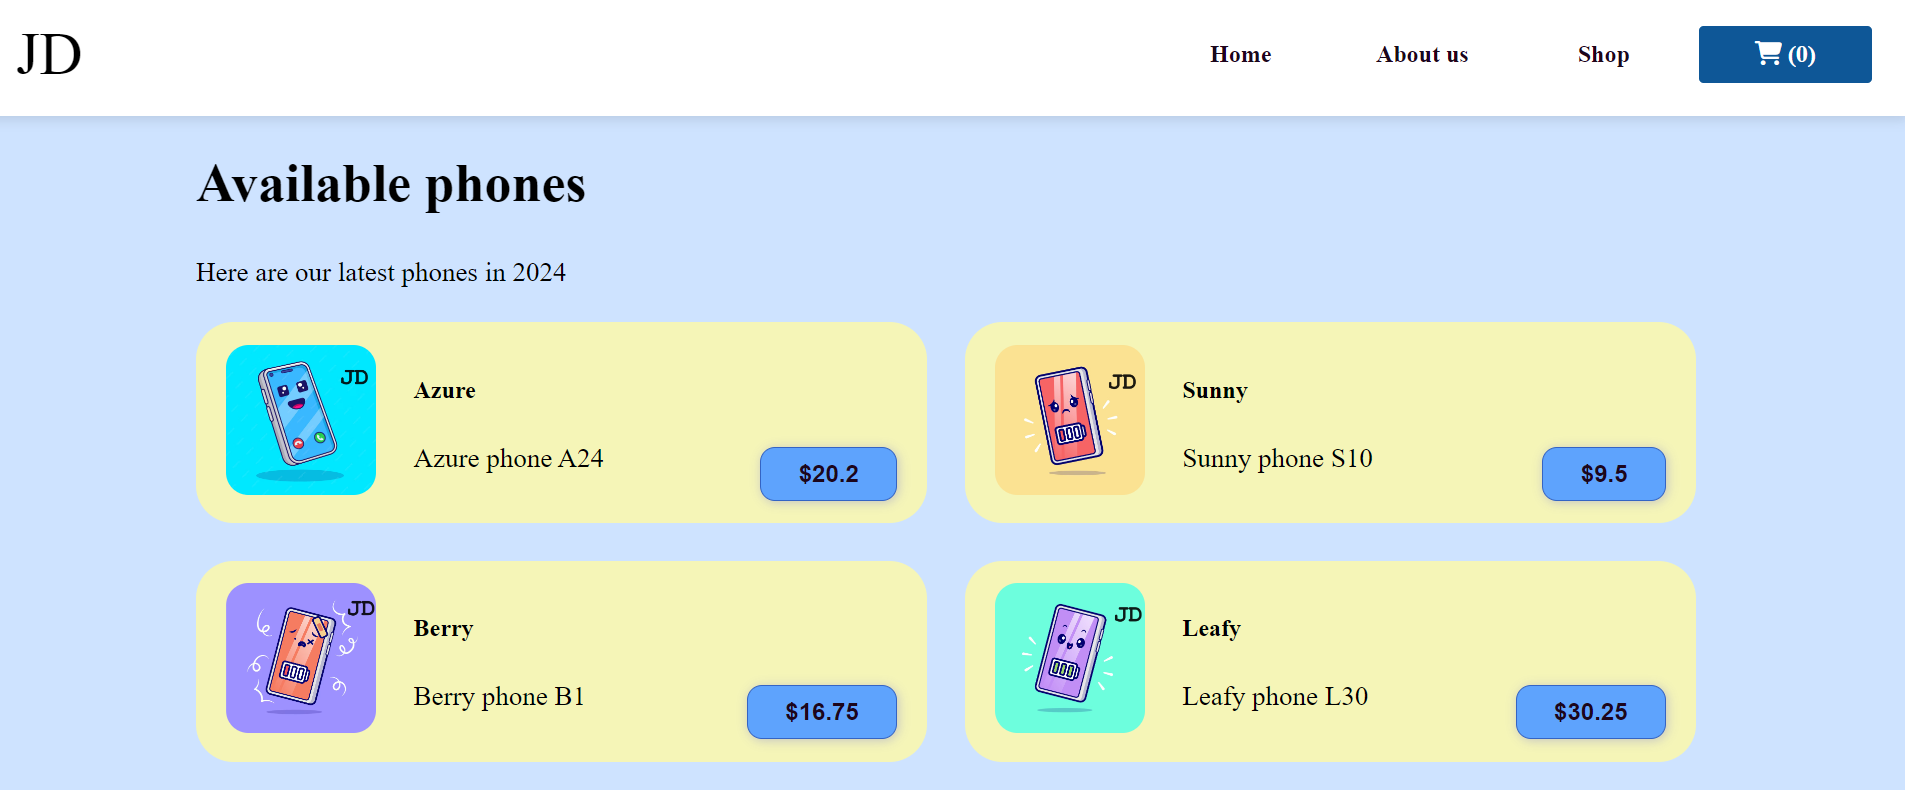 JD
Home
About us
Shop
(0)
Available phones
Here are our latest phones in 2024
JD
Azure
Azure phone A24
$20.2
JD
Sunny
Sunny phone S10
$9.5
JD
Berry
Berry phone B1
$16.75
JD
Leafy
Leafy phone L30
$30.25